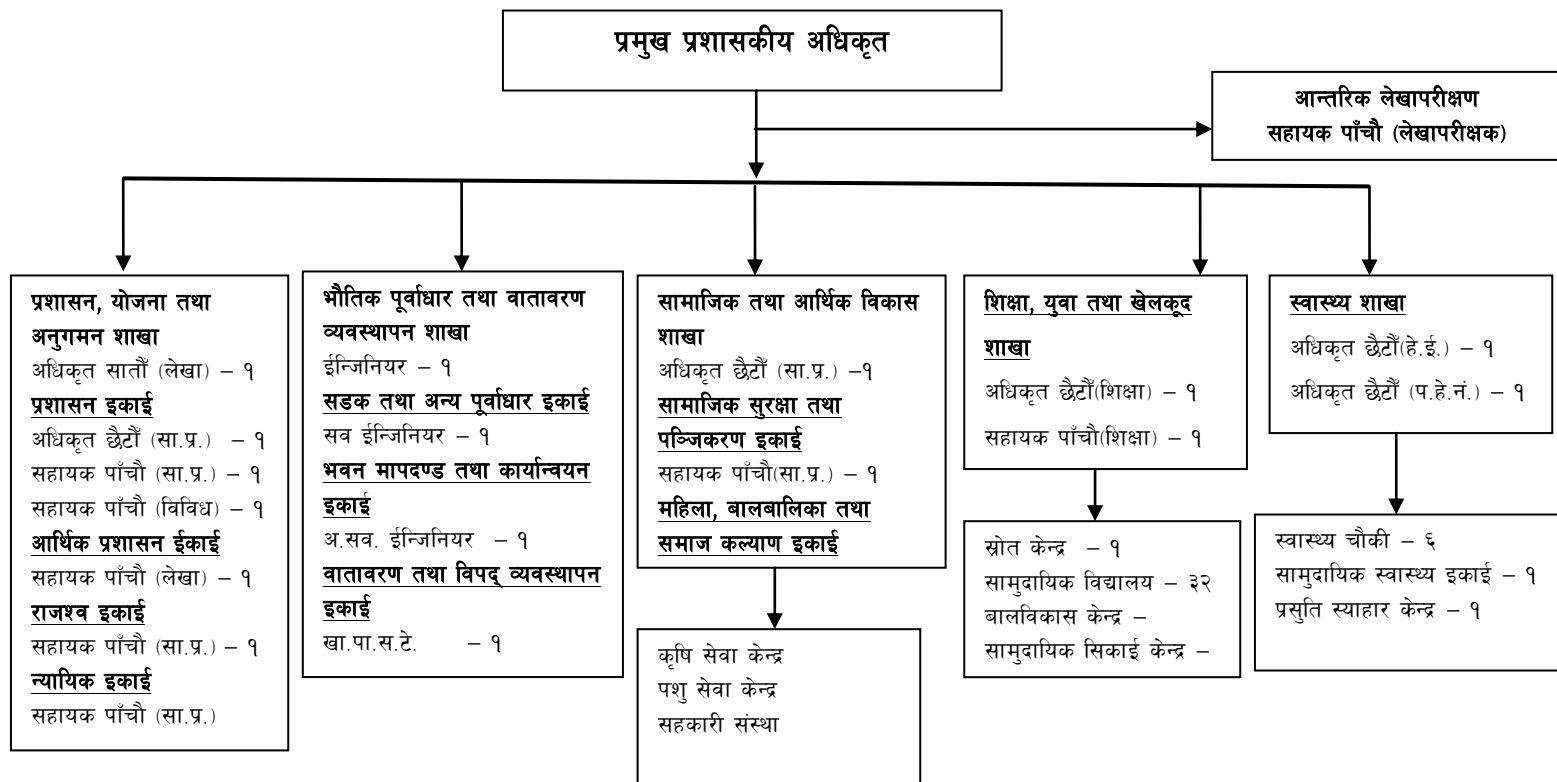 प्रमुख प्रशासकीय अधिकृत
आन्तरिक लेखापरीक्षण
सहायक पाँचौ (लेखापरीक्षक)
प्रशासन, योजना तथा
अनुगमन शाखा
अधिकृत सातौँ (लेखा) – १
प्रशासन इकाई
अधिकृत छैटौँ (सा.प्र.) – १
सहायक पाँचौ (सा.प्र.) – १
सहायक पाँचौ (विविध) – १
आर्थिक प्रशासन ईकाई
सहायक पाँचौ (लेखा) – १
राजश्व इकाई
सहायक पाँचौ (सा.प्र.) – १
न्यायिक इकाई
सहायक पाँचौ (सा.प्र.)
भौतिक पूर्वाधार तथा वातावरण
व्यवस्थापन शाखा
ईन्जिनियर – १
सडक तथा अन्य पूर्वाधार इकाई
सव ईन्जिनियर – १
भवन मापदण्ड तथा कार्यान्वयन
इकाई
अ.सव. ईन्जिनियर – १
वातावरण तथा विपद् व्यवस्थापन
इकाई
खा.पा.स.टे. – १
सामाजिक तथा आर्थिक विकास
शाखा
अधिकृत छैटौँ (सा.प्र.) –१
सामाजिक सुरक्षा तथा
पञ्जिकरण इकाई
सहायक पाँचौ(सा.प्र.) – १
महिला, बालबालिका तथा
समाज कल्याण इकाई
कृषि सेवा केन्द्र
पशु सेवा केन्द्र
सहकारी संस्था
शिक्षा, युवा तथा खेलकूद
शाखा
अधिकृत छैटौँ(शिक्षा) – १
सहायक पाँचौ(शिक्षा) – १
स्रोत केन्द्र – १
सामुदायिक विद्यालय – ३२
बालविकास केन्द्र –
सामुदायिक सिकाई केन्द्र –
स्वास्थ्य शाखा
अधिकृत छैटौँ(हे.ई.) – १
अधिकृत छैटौँ (प.हे.नं.) – १
स्वास्थ्य चौकी – ६
सामुदायिक स्वास्थ्य इकाई – १
प्रसुति स्याहार केन्द्र – १